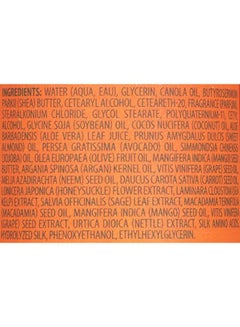 INGREDIENTS: WATER (AQUA, EAU), GLYCERIN, CANOLA OIL, BUTYROSPERMUM
PARKII (SHEA) BUTTER, CETEARYL ALCOHOL, CETEARETH-20, FRAGRANCE (PARFUM),
STEARALKONIUM CHLORIDE, GLYCOL STEARATE, POLYQUATERNIUM-11, CETYL
ALCOHOL, GLYCINE SOJA (SOYBEAN) OIL, COCOS NUCIFERA (COCONUT) OIL, ALOE
BARBADENSIS (ALOE VERA) LEAF JUICE, PRUNUS AMYGDALUS DULCIS (SWEET
ALMOND) OIL, PERSEA GRATISSIMA (AVOCADO) OIL, SIMMONDSIA CHINENSIS
(JOJOBA) OIL, OLEA EUROPAEA (OLIVE) FRUIT OIL, MANGIFERA INDICA (MANGO) SEED
BUTTER, ARGANIA SPINOSA (ARGAN) KERNEL OIL, VITIS VINIFERA (GRAPE) SEED OIL,
MELIA AZADIRACHTA (NEEM) SEED OIL, DAUCUS CAROTA SATIVA (CARROT) SEED OIL,
LONICERA JAPONICA (HONEYSUCKLE) FLOWER EXTRACT, LAMINARIA CLOUSTONI
(SEA KELP) EXTRACT, SALVIA OFFICINALIS (SAGE) LEAF EXTRACT, MACADAMIA TERNIFOLIA
(MACADAMIA) SEED OIL, MANGIFERA INDICA (MANGO) SEED OIL, VITIS VINIFERA
(GRAPE) SEED EXTRACT, URTICA DIOICA (NETTLE) EXTRACT, SILK AMINO ACIDS,
HYDROLYZED SILK, PHENOXYETHANOL, ETHYLHEXYLGLYCERIN.